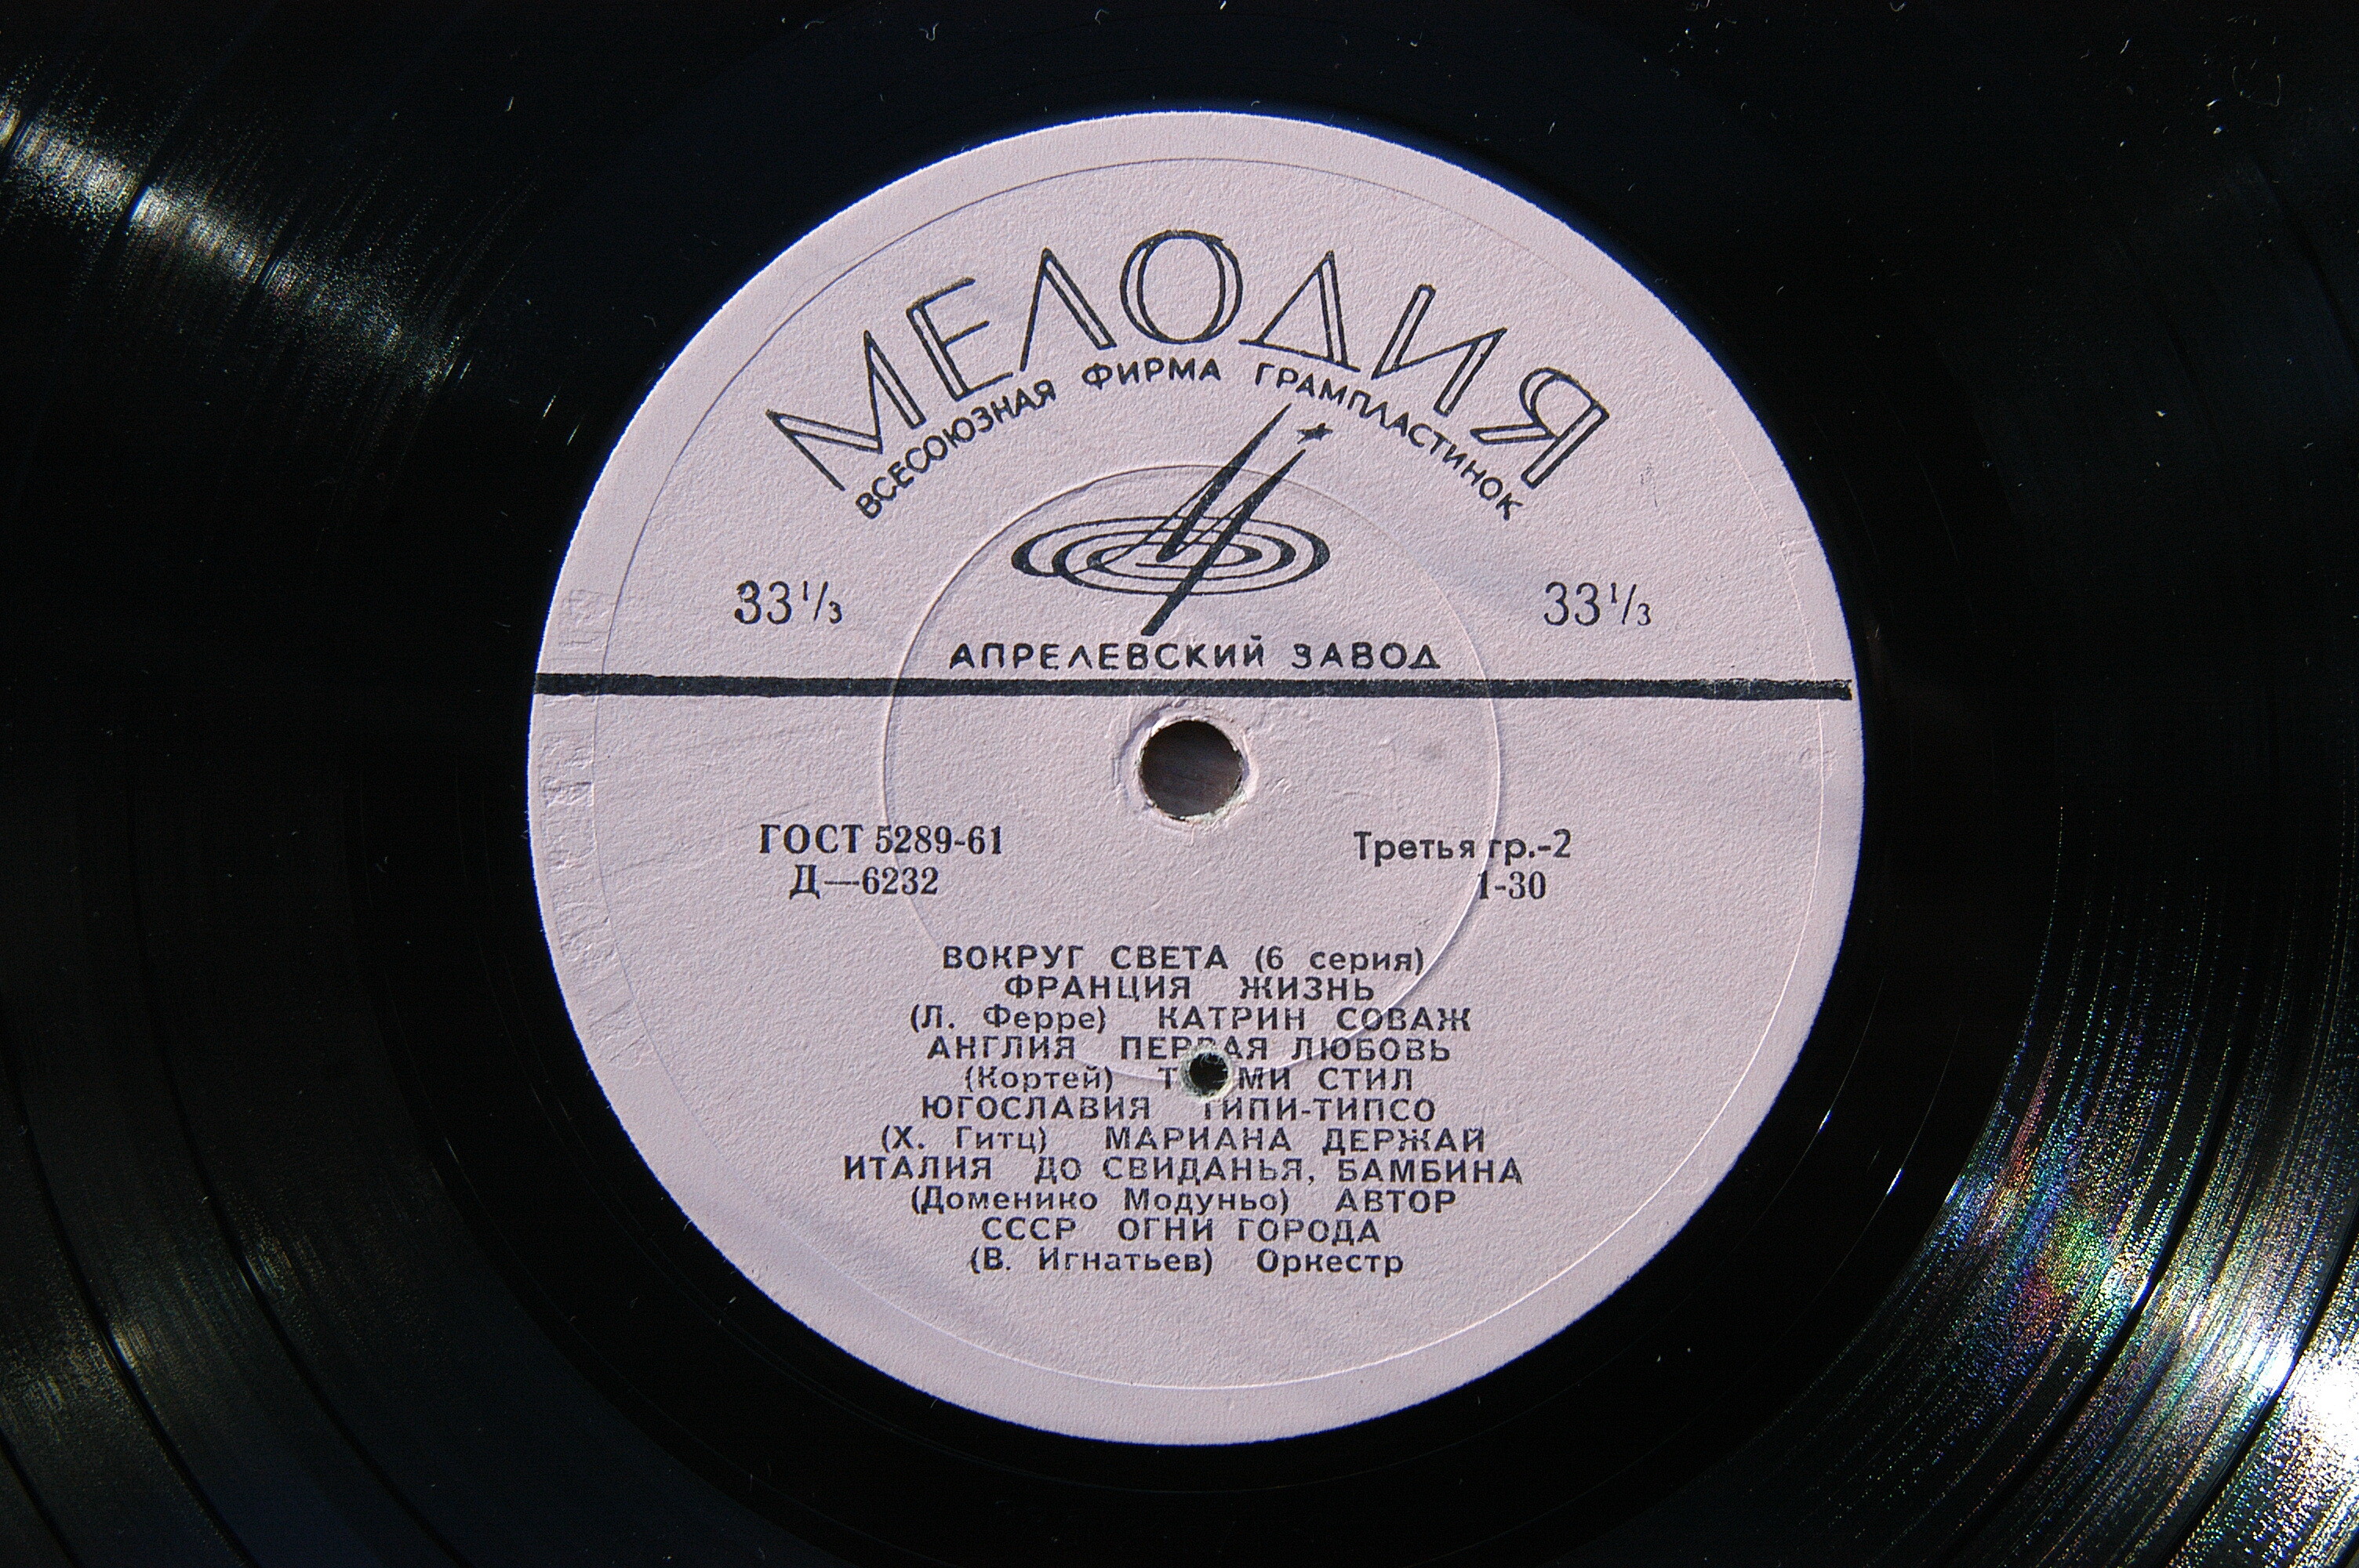 МЕЛОДИЯ
ВСЕСОЮЗНАЯ ФИРМА ГРАМПЛАСТИНОК
33⅓ 33⅓
АПРЕЛЕВСКИЙ ЗАВОД
ГОСТ 5289-61 Третья гр.-2
Д—6232 1-30
ВОКРУГ СВЕТА (6 серия)
ФРАНЦИЯ ЖИЗНЬ
(Л. Ферре) КАТРИН СОВАЖ
АНГЛИЯ ПЕРВАЯ ЛЮБОВЬ
(Кортей) СТИЛ
ЮГОСЛАВИЯ ТИПИ-ТИПСО
(Х. Гитц) МАРИАНА ДЕРЖАЙ
ИТАЛИЯ ДО СВИДАНЬЯ, БАМБИНА
(Доменико Модуньо) АВТОР
СССР ОГНИ ГОРОДА
(В. Игнатьев) Оркестр